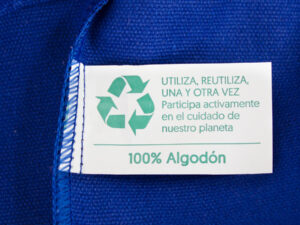 UTILIZA, REUTILIZA,
UNA Y OTRA VEZ
Participa activamente
en el cuidado de
nuestro planeta
100% Algodón